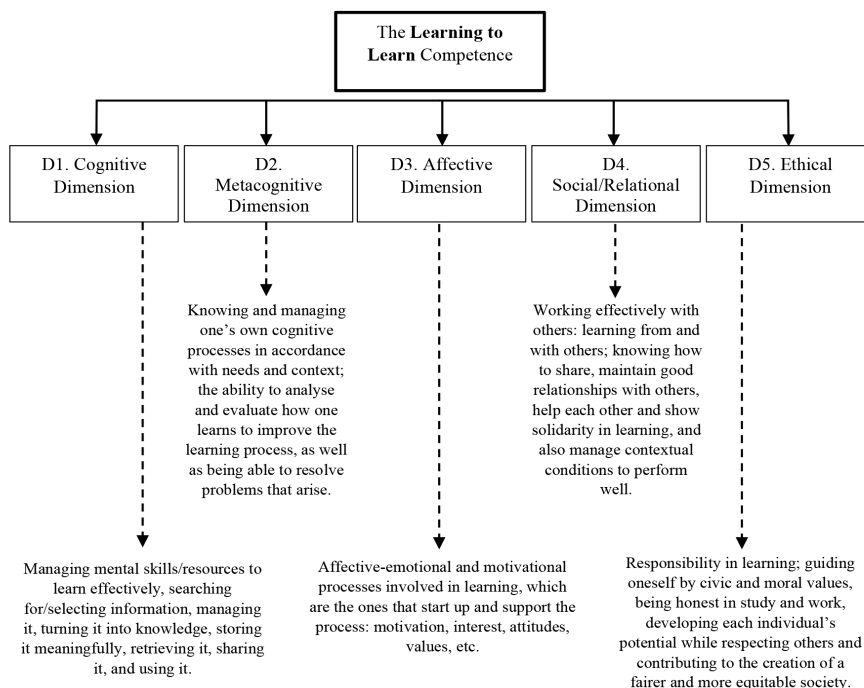 The Learning to
Learn Competence
D1. Cognitive
Dimension
D2.
Metacognitive
Dimension
D3. Affective
Dimension
D4.
Social/Relational
Dimension
D5. Ethical
Dimension
Knowing and managing
one’s own cognitive
processes in accordance
with needs and context;
the ability to analyse
and evaluate how one
learns to improve the
learning process, as well
as being able to resolve
problems that arise.
Working effectively with
others: learning from and
with others; knowing how
to share, maintain good
relationships with others,
help each other and show
solidarity in learning, and
also manage contextual
conditions to perform
well.
Managing mental skills/resources to
learn effectively, searching
for/selecting information, managing
it, turning it into knowledge, storing
it meaningfully, retrieving it, sharing
it, and using it.
Affective-emotional and motivational
processes involved in learning, which
are the ones that start up and support the
process: motivation, interest, attitudes,
values, etc.
Responsibility in learning; guiding
oneself by civic and moral values,
being honest in study and work,
developing each individual’s
potential while respecting others and
contributing to the creation of a
fairer and more equitable society.